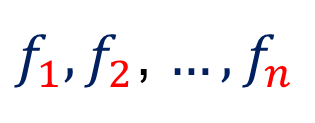 f₁, f₂, ..., fₙ